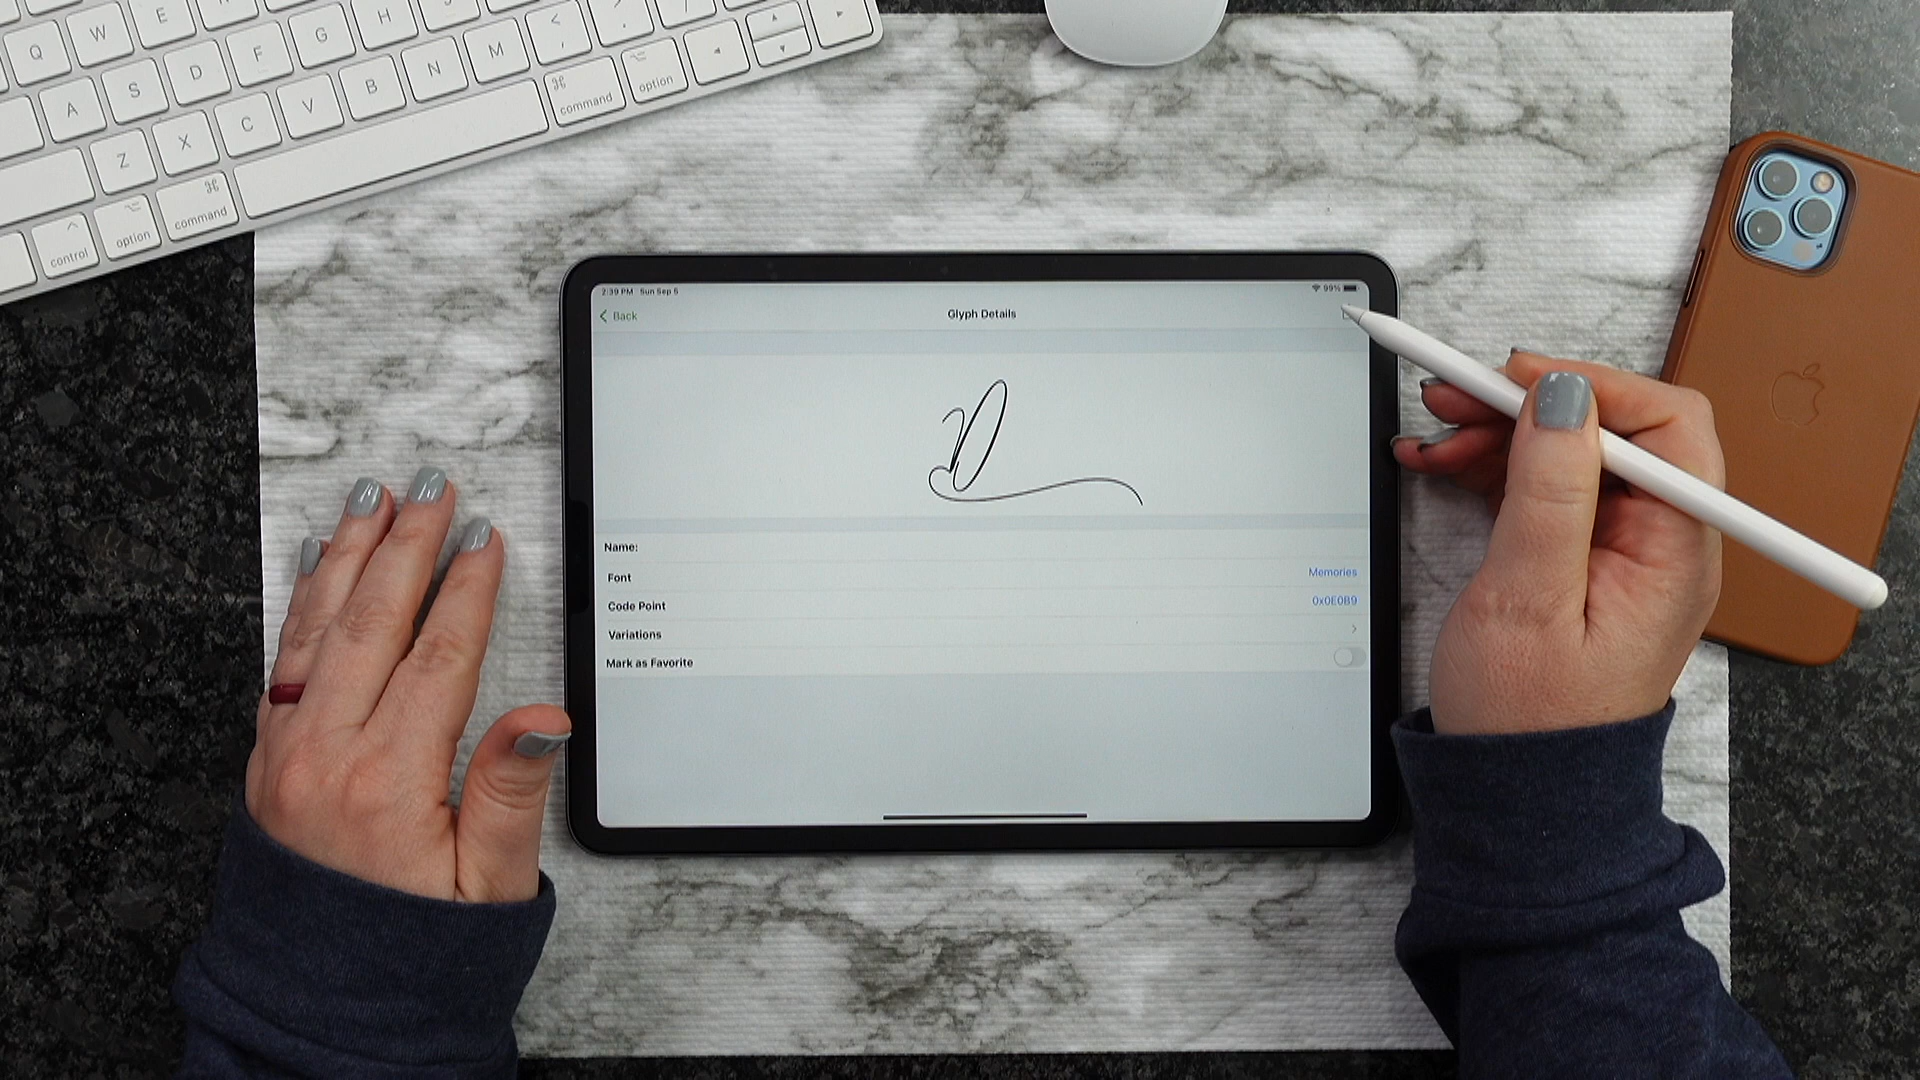 Q W E
A S D F G H
Z X C V B N M < ,
control option ⌘ command ⌘ command option
2:39 PM Sun Sep 5
99%
Back Glyph Details
Name:
Font Memories
Code Point 0x0E0B9
Variations
Mark as Favorite